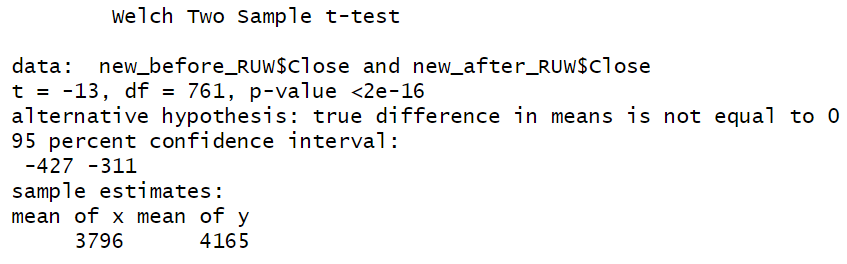 Welch Two Sample t-test
data:  new_before_RUW$Close and new_after_RUW$Close
t = -13, df = 761, p-value <2e-16
alternative hypothesis: true difference in means is not equal to 0
95 percent confidence interval:
 -427 -311
sample estimates:
mean of x mean of y
     3796      4165